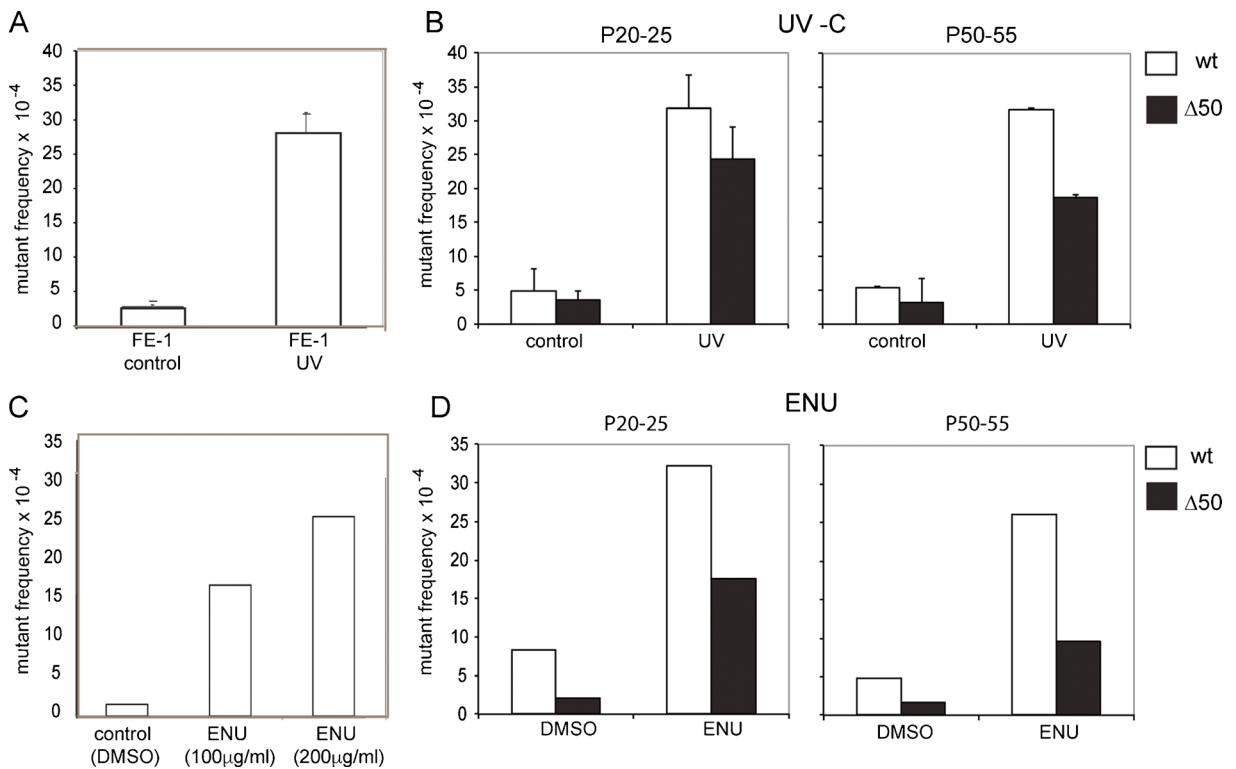 A
mutant frequency x 10⁻⁴
40
35
30
25
20
15
10
5
0
FE-1
control
FE-1
UV
B
UV -C
P20-25
P50-55
mutant frequency x 10⁻⁴
40
35
30
25
20
15
10
5
0
control
UV
control
UV
wt
Δ50
C
mutant frequency x 10⁻⁴
35
30
25
20
15
10
5
0
control
(DMSO)
ENU
(100µg/ml)
ENU
(200µg/ml)
D
ENU
P20-25
P50-55
mutant frequency x 10⁻⁴
35
30
25
20
15
10
5
0
DMSO
ENU
DMSO
ENU
wt
Δ50